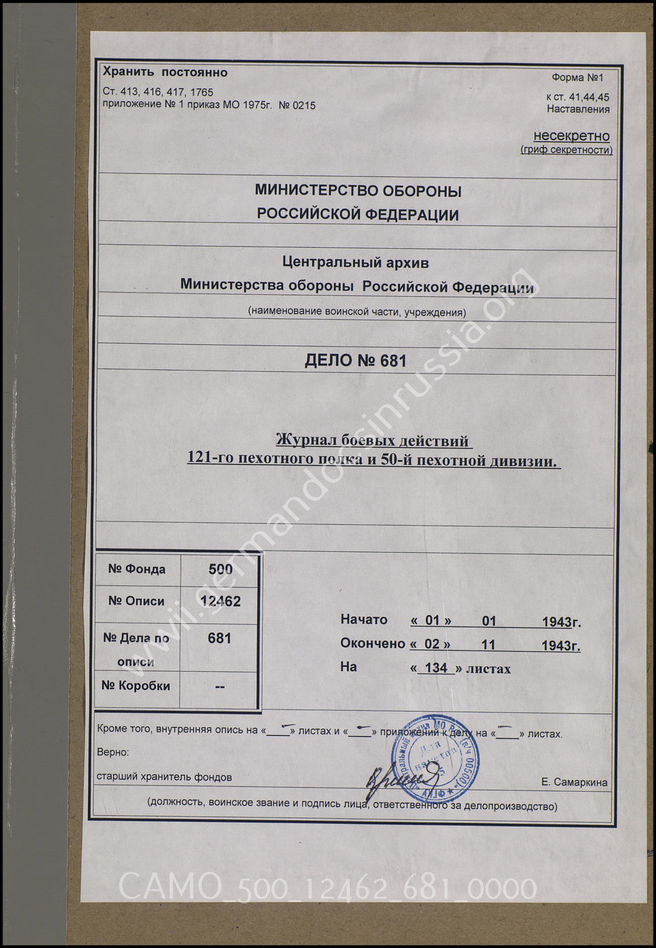 Хранить постоянно
Форма №1
Ст. 413, 416, 417, 1765
к ст. 41,44,45
приложение № 1 приказ МО 1975г. № 0215
Наставления
несекретно
(гриф секретности)
МИНИСТЕРСТВО ОБОРОНЫ
РОССИЙСКОЙ ФЕДЕРАЦИИ
Центральный архив
Министерства обороны Российской Федерации
(наименование воинской части, учреждения)
ДЕЛО № 681
Журнал боевых действий
121-го пехотного полка и 50-й пехотной дивизии.
№ Фонда 500
№ Описи 12462
№ Дела по описи 681
№ Коробки --
Начато « 01 » 01 1943г.
Окончено « 02 » 11 1943г.
На « 134 » листах
Кроме того, внутренняя опись на «____» листах и «____» приложений к делу на «____» листах.
Верно:
старший хранитель фондов
Е. Самаркина
(должность, воинское звание и подпись лица, ответственного за делопроизводство)
www.germandocsinrussia.org
CAMO_500_12462_681_0000